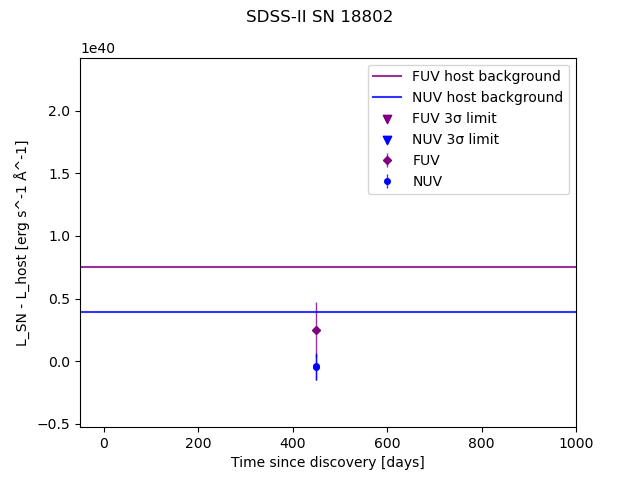 SDSS-II SN 18802
1e40
FUV host background
NUV host background
FUV 3σ limit
NUV 3σ limit
FUV
NUV
2.0
1.5
1.0
0.5
0.0
−0.5
L_SN - L_host [erg s^-1 Å^-1]
0 200 400 600 800 1000
Time since discovery [days]